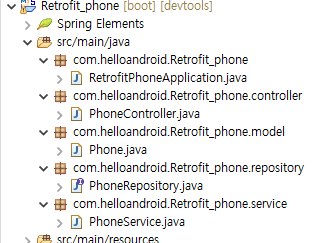 Retrofit_phone [boot] [devtools]
Spring Elements
src/main/java
com.helloandroid.Retrofit_phone
RetrofitPhoneApplication.java
com.helloandroid.Retrofit_phone.controller
PhoneController.java
com.helloandroid.Retrofit_phone.model
Phone.java
com.helloandroid.Retrofit_phone.repository
PhoneRepository.java
com.helloandroid.Retrofit_phone.service
PhoneService.java
src/main/resources